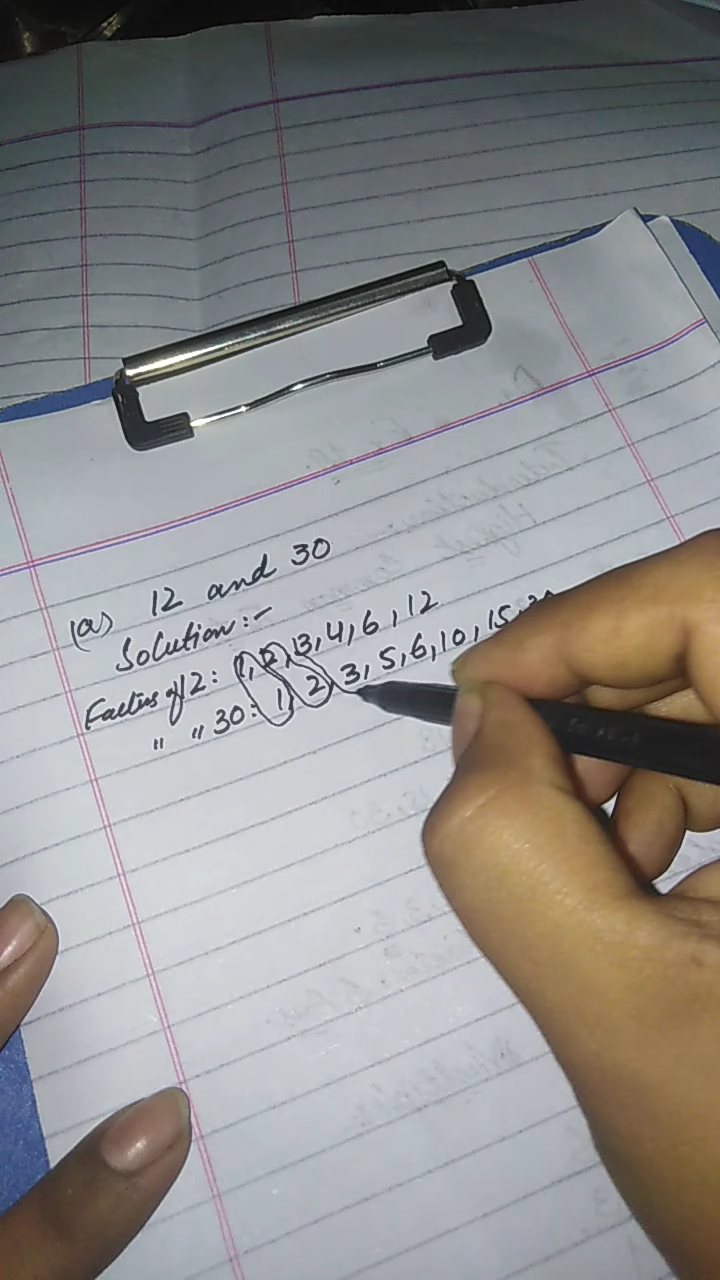 (a) 12 and 30
Solution:-
Factors of 12: 1, 2, 3, 4, 6, 12
" " 30: 1, 2, 3, 5, 6, 10, 15, 30